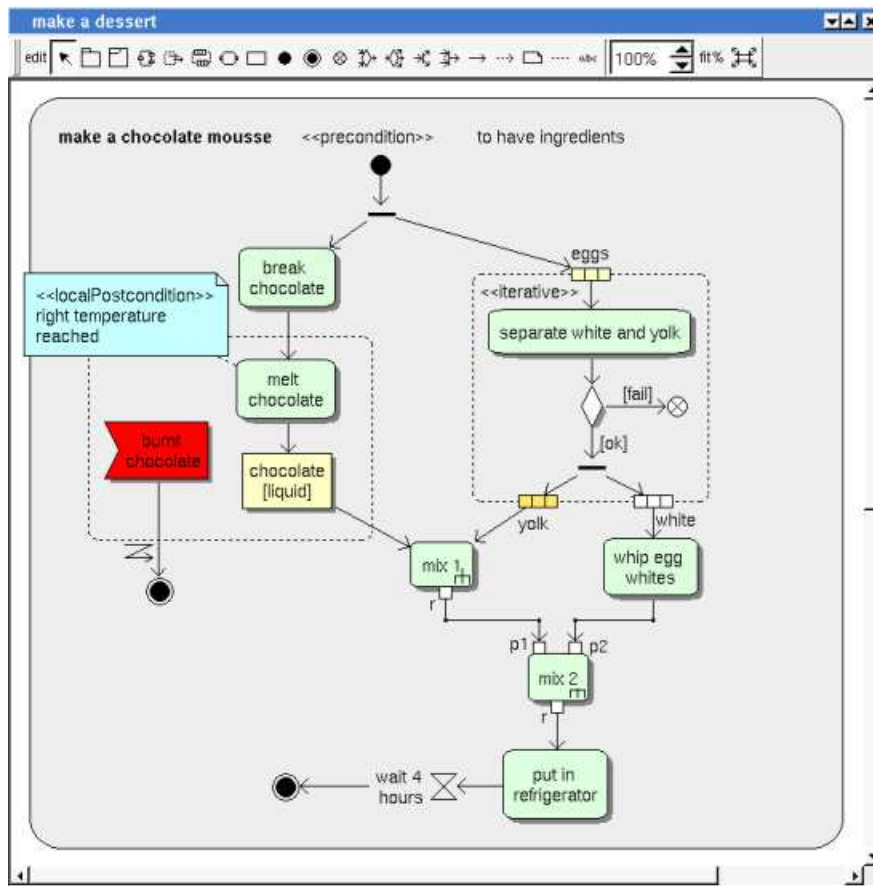 make a dessert
edit
abc
100%
fit%
make a chocolate mousse <<precondition>> to have ingredients
eggs
break
chocolate
<<localPostcondition>>
right temperature
reached
<<iterative>>
separate white and yolk
melt
chocolate
[fail]
burnt
chocolate
[ok]
chocolate
[liquid]
yolk
white
mix 1
whip egg
whites
r
p1
p2
mix 2
r
wait 4
hours
put in
refrigerator